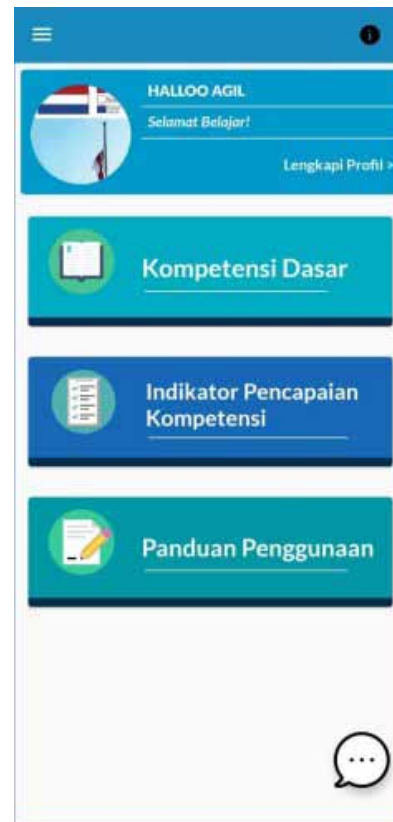 HALLOO AGIL
Selamat Belajar!
Lengkapi Profil >
Kompetensi Dasar
Indikator Pencapaian
Kompetensi
Panduan Penggunaan